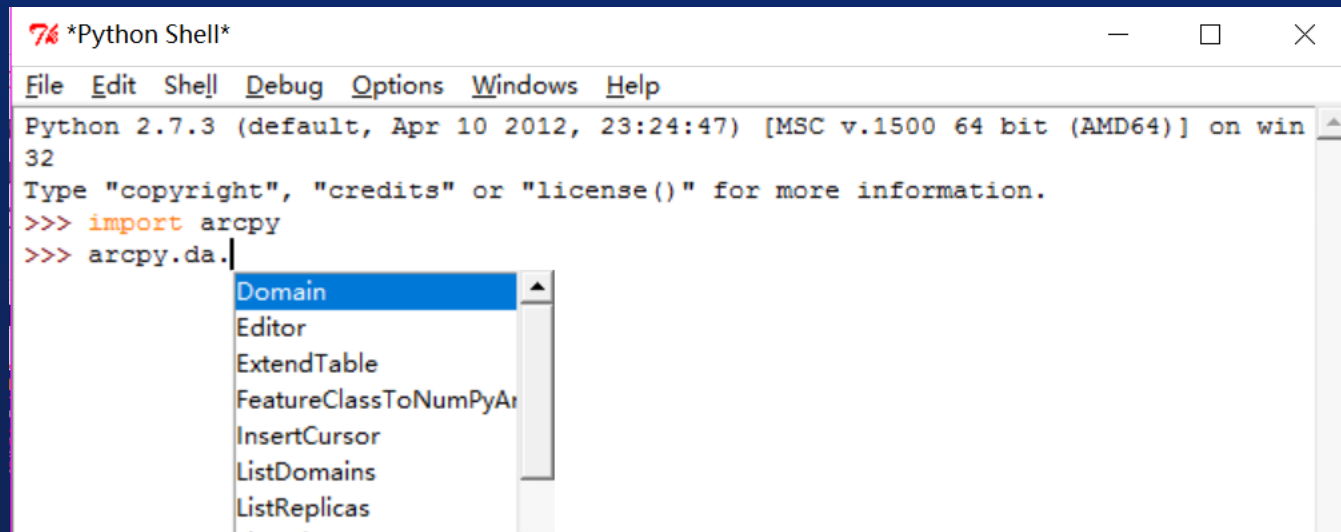 *Python Shell*
File Edit Shell Debug Options Windows Help
Python 2.7.3 (default, Apr 10 2012, 23:24:47) [MSC v.1500 64 bit (AMD64)] on win
32
Type "copyright", "credits" or "license()" for more information.
>>> import arcpy
>>> arcpy.da.
Domain
Editor
ExtendTable
FeatureClassToNumPyAr
InsertCursor
ListDomains
ListReplicas